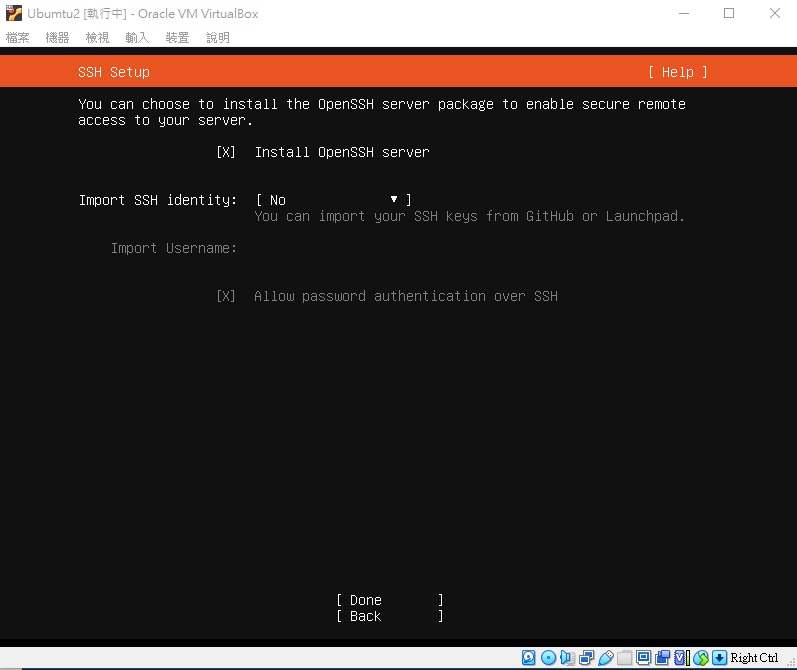 Ubumtu2 [執行中] - Oracle VM VirtualBox
檔案 機器 檢視 輸入 裝置 說明
SSH Setup [ Help ]
You can choose to install the OpenSSH server package to enable secure remote
access to your server.
[X] Install OpenSSH server
Import SSH identity: [ No ▾ ]
You can import your SSH keys from GitHub or Launchpad.
Import Username:
[X] Allow password authentication over SSH
[ Done ]
[ Back ]
Right Ctrl